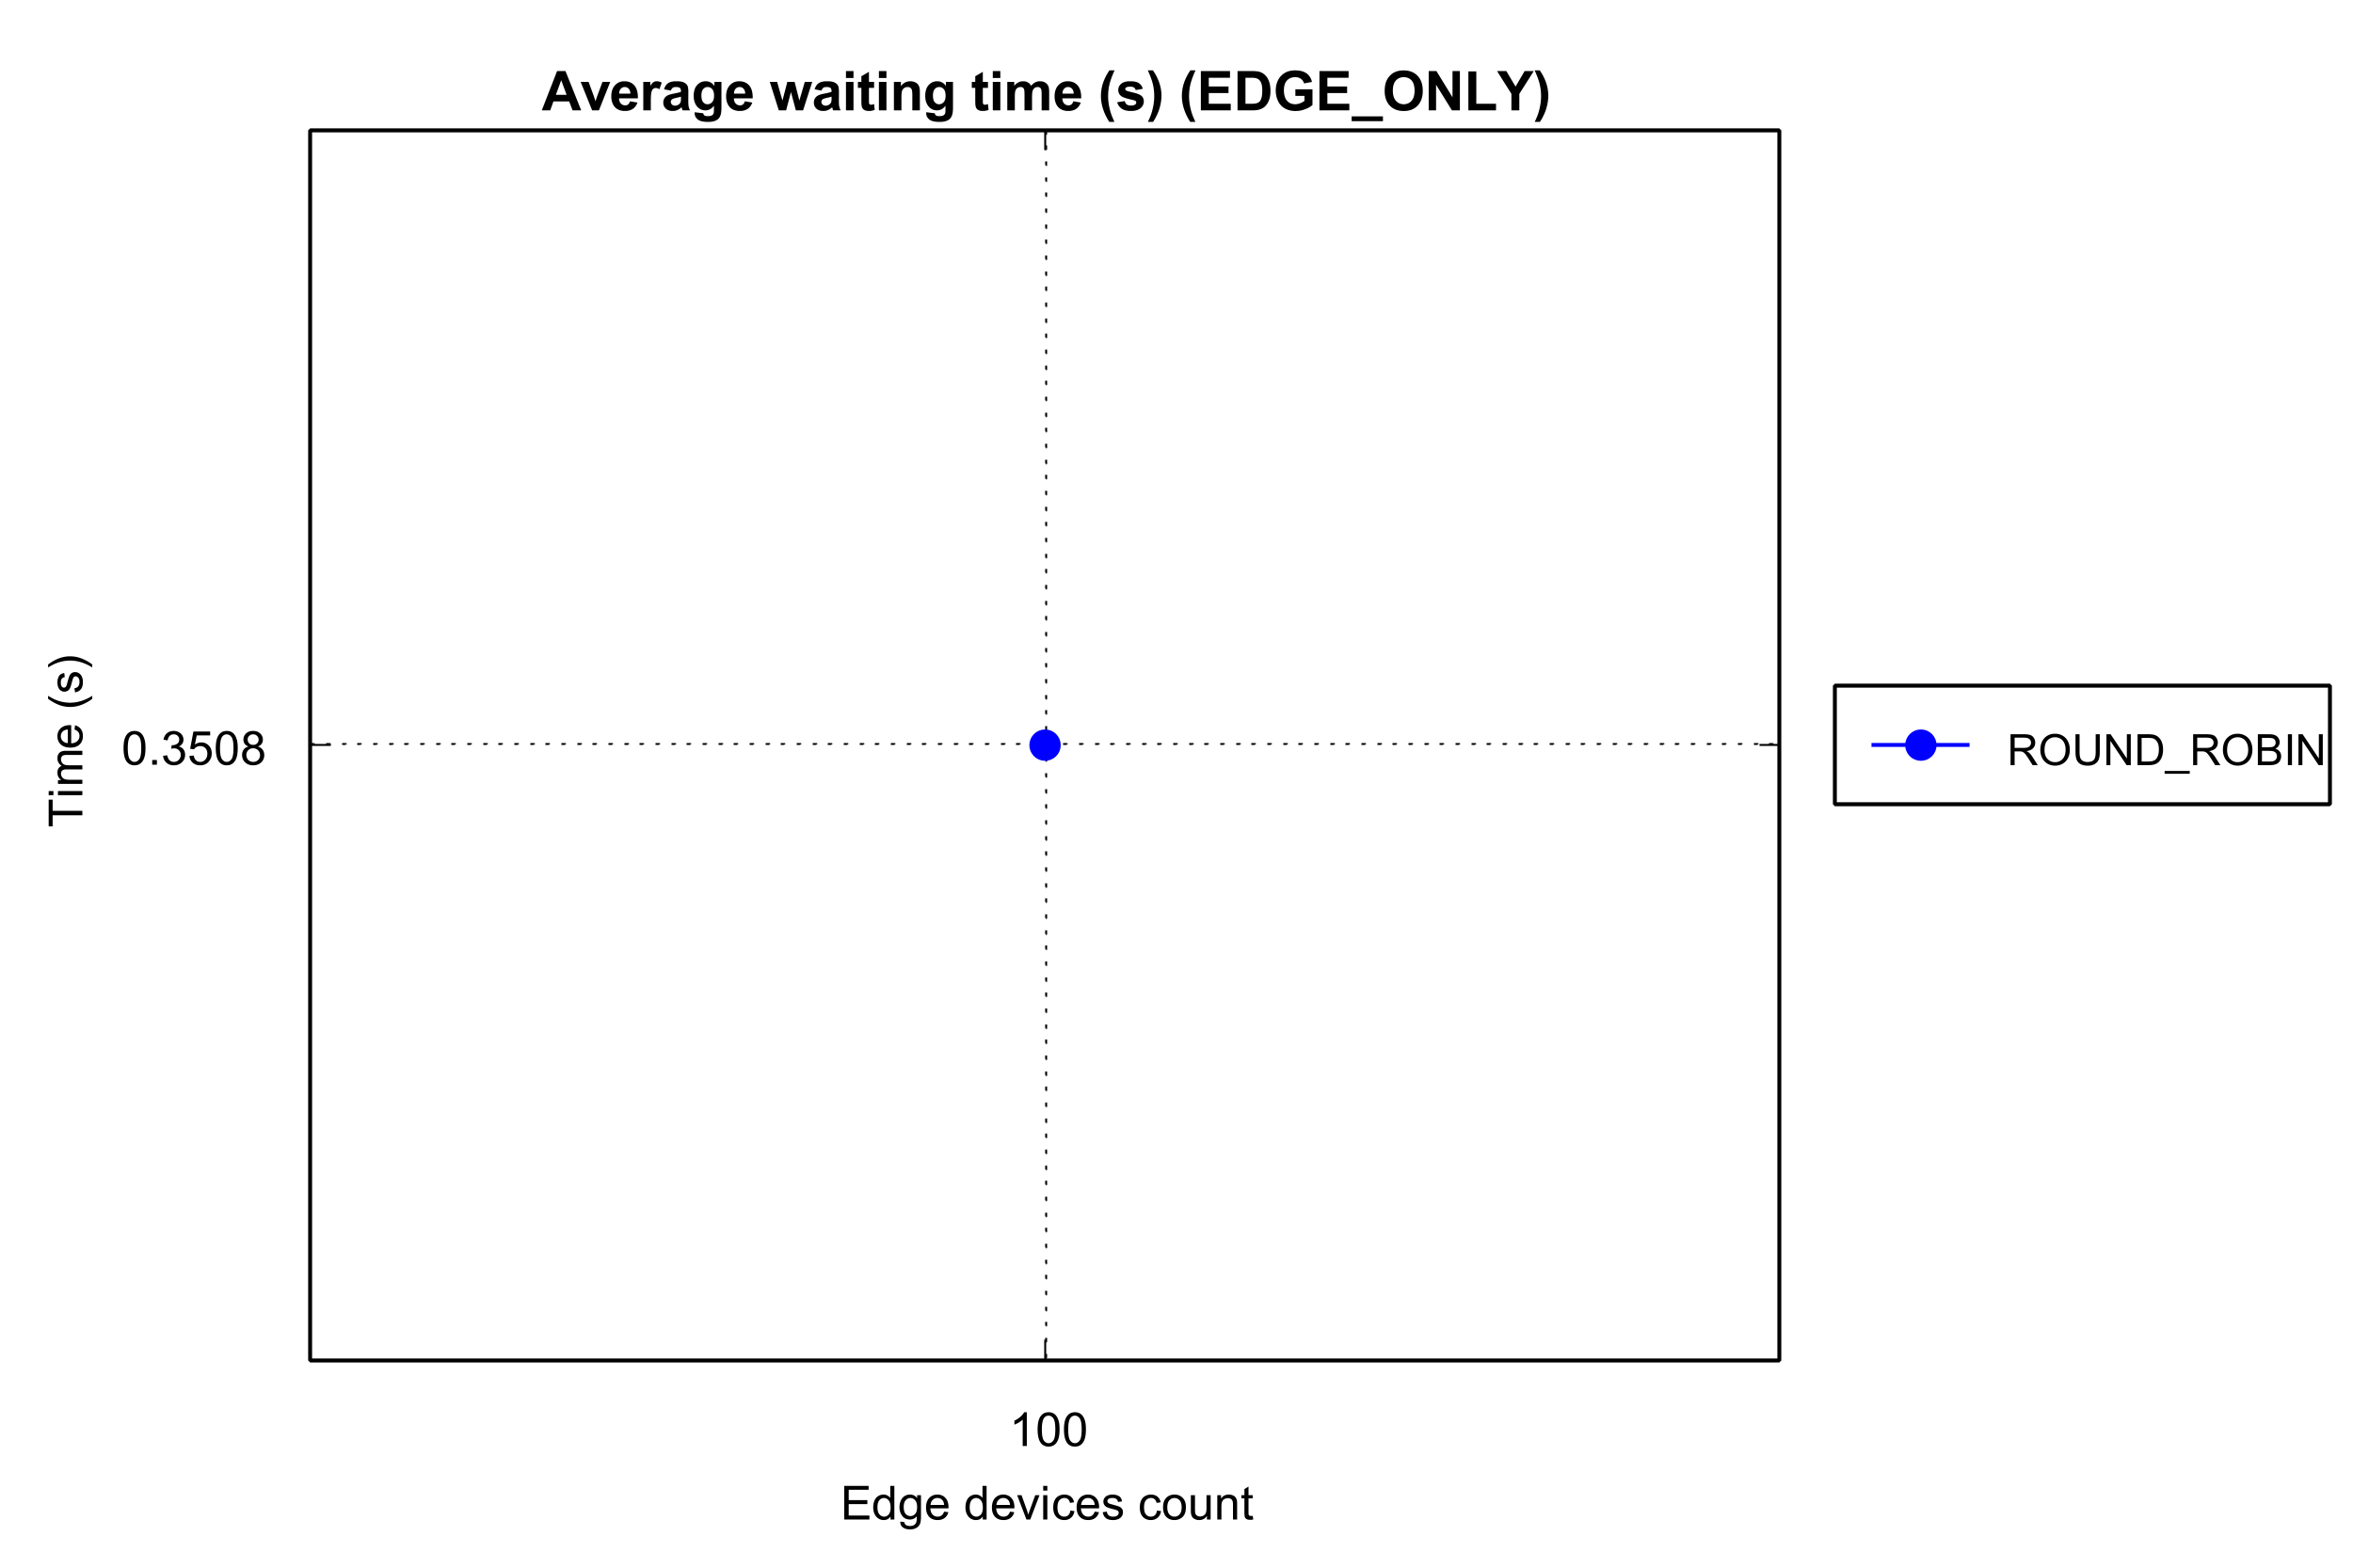 Average waiting time (s) (EDGE_ONLY)
Time (s)
0.3508
ROUND_ROBIN
100
Edge devices count